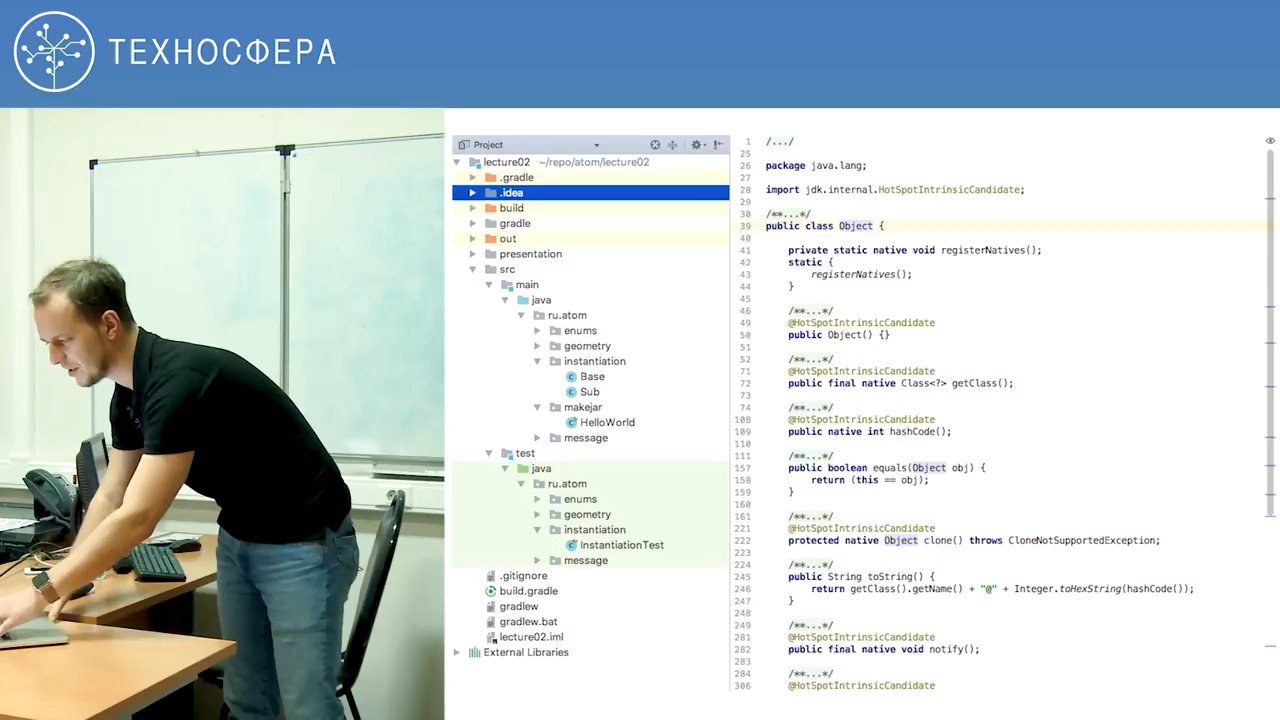 ТЕХНОСФЕРА
Project
lecture02 ~/repo/atom/lecture02
.gradle
.idea
build
gradle
out
presentation
src
main
java
ru.atom
enums
geometry
instantiation
Base
Sub
makejar
HelloWorld
message
test
java
ru.atom
enums
geometry
instantiation
InstantiationTest
message
.gitignore
build.gradle
gradlew
gradlew.bat
lecture02.iml
External Libraries
1 /.../
25
26 package java.lang;
27
28 import jdk.internal.HotSpotIntrinsicCandidate;
29
30 /**...*/
39 public class Object {
40
41 private static native void registerNatives();
42 static {
43 registerNatives();
44 }
45
46 /**...*/
49 @HotSpotIntrinsicCandidate
50 public Object() {}
51
52 /**...*/
71 @HotSpotIntrinsicCandidate
72 public final native Class<?> getClass();
73
74 /**...*/
108 @HotSpotIntrinsicCandidate
109 public native int hashCode();
110
111 /**...*/
157 public boolean equals(Object obj) {
158 return (this == obj);
159 }
160
161 /**...*/
221 @HotSpotIntrinsicCandidate
222 protected native Object clone() throws CloneNotSupportedException;
223
224 /**...*/
245 public String toString() {
246 return getClass().getName() + "@" + Integer.toHexString(hashCode());
247 }
248
249 /**...*/
281 @HotSpotIntrinsicCandidate
282 public final native void notify();
283
284 /**...*/
306 @HotSpotIntrinsicCandidate